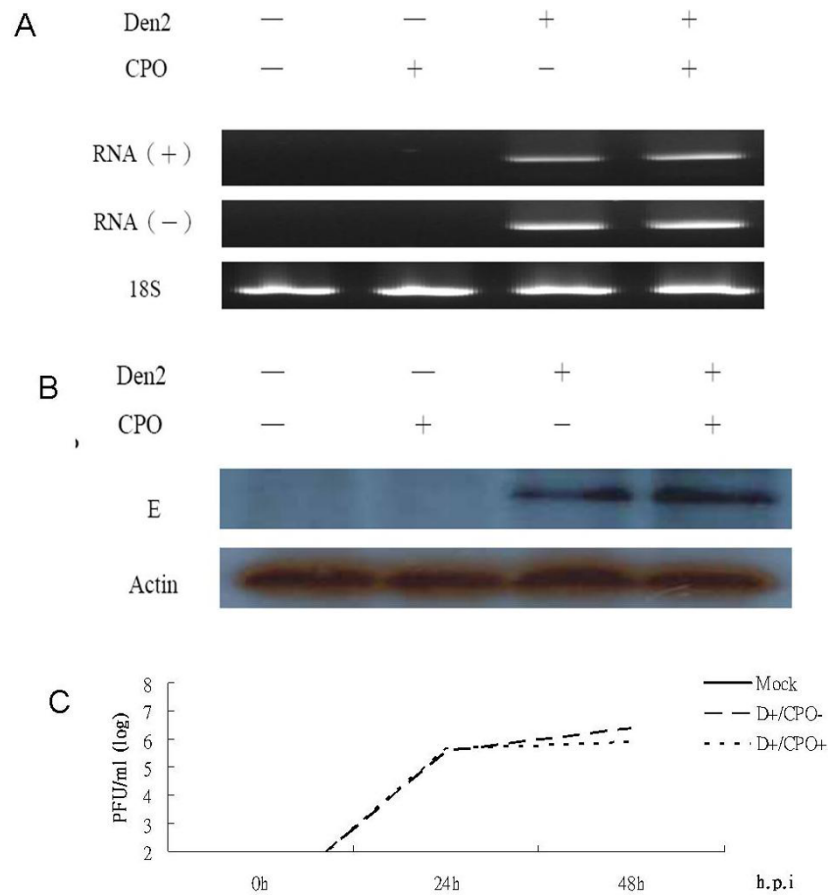 A
Den2 — — + +
CPO — + — +
RNA（+）
RNA（—）
18S
B
Den2 — — + +
CPO — + — +
E
Actin
C
8
7
6
5
4
3
2
PFU/ml (log)
0h 24h 48h h.p.i
Mock
D+/CPO-
D+/CPO+